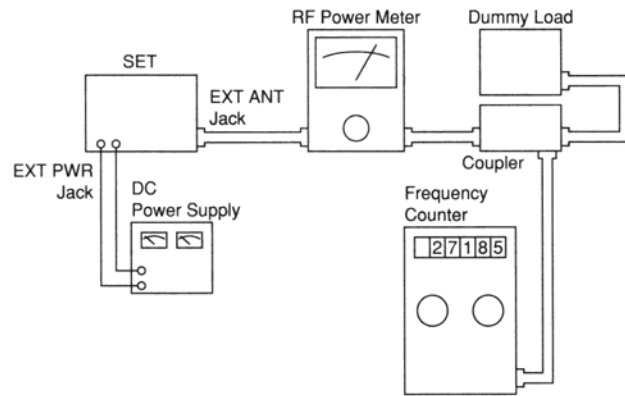 RF Power Meter
Dummy Load
SET
EXT ANT
Jack
EXT PWR
Jack
Coupler
DC
Power Supply
Frequency
Counter
27185